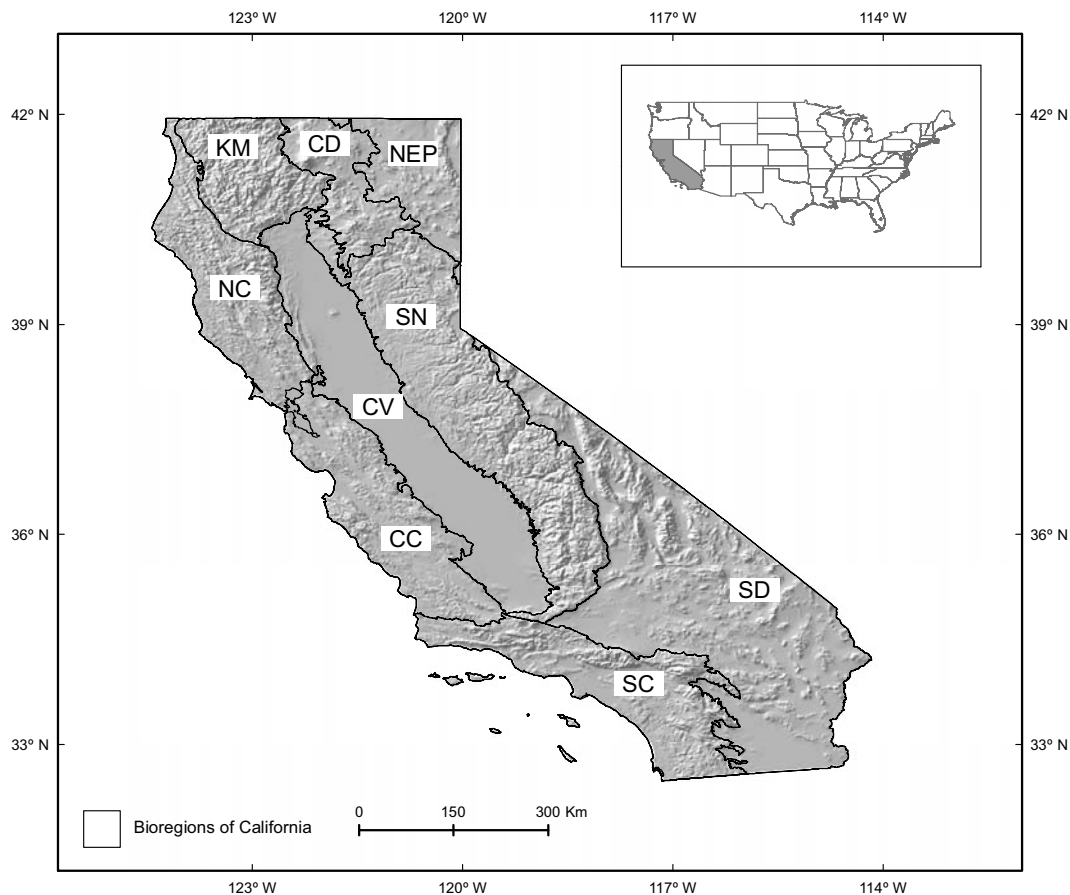 123° W 120° W 117° W 114° W
42° N 42° N
KM CD NEP
NC
SN
39° N 39° N
CV
CC
36° N 36° N
SD
SC
33° N 33° N
0 150 300 Km
Bioregions of California
123° W 120° W 117° W 114° W